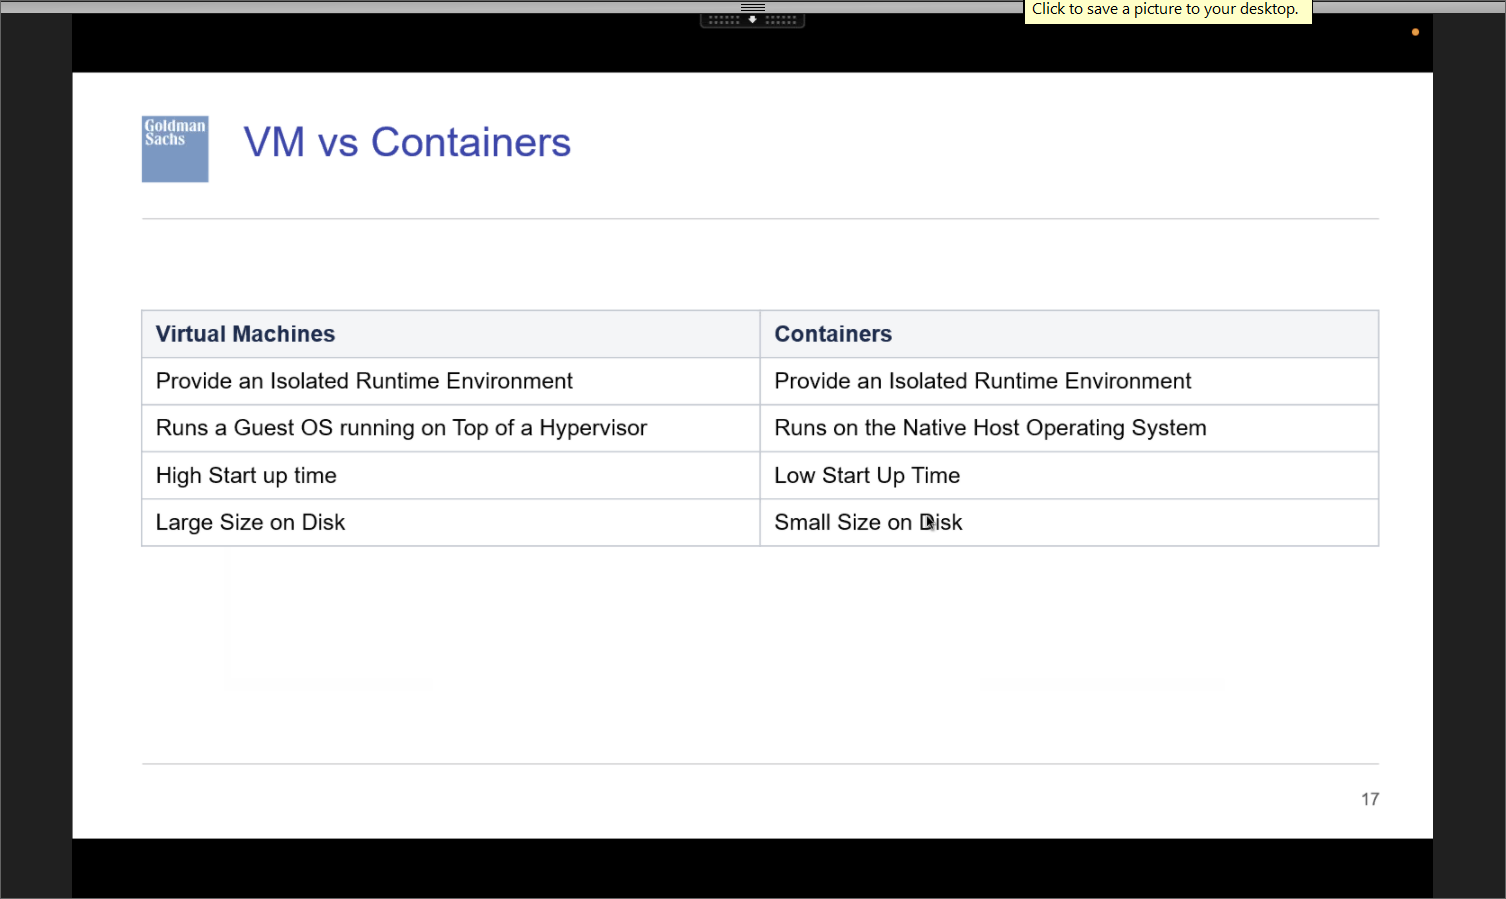 Click to save a picture to your desktop.
Goldman
Sachs
VM vs Containers
Virtual Machines Containers
Provide an Isolated Runtime Environment Provide an Isolated Runtime Environment
Runs a Guest OS running on Top of a Hypervisor Runs on the Native Host Operating System
High Start up time Low Start Up Time
Large Size on Disk Small Size on Disk
17